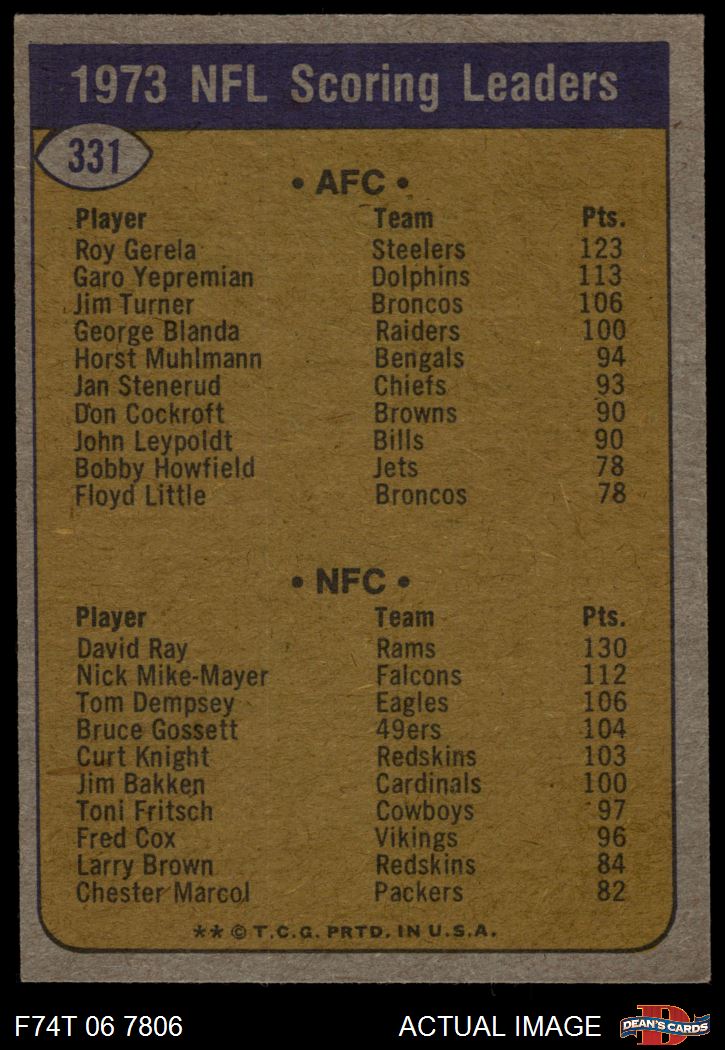 1973 NFL Scoring Leaders
331
• AFC •
Player Team Pts.
Roy Gerela Steelers 123
Garo Yepremian Dolphins 113
Jim Turner Broncos 106
George Blanda Raiders 100
Horst Muhlmann Bengals 94
Jan Stenerud Chiefs 93
Don Cockroft Browns 90
John Leypoldt Bills 90
Bobby Howfield Jets 78
Floyd Little Broncos 78
• NFC •
Player Team Pts.
David Ray Rams 130
Nick Mike-Mayer Falcons 112
Tom Dempsey Eagles 106
Bruce Gossett 49ers 104
Curt Knight Redskins 103
Jim Bakken Cardinals 100
Toni Fritsch Cowboys 97
Fred Cox Vikings 96
Larry Brown Redskins 84
Chester Marcol Packers 82
** © T.C.G. PRTD. IN U.S.A.
F74T 06 7806 ACTUAL IMAGE D DEAN'S CARDS